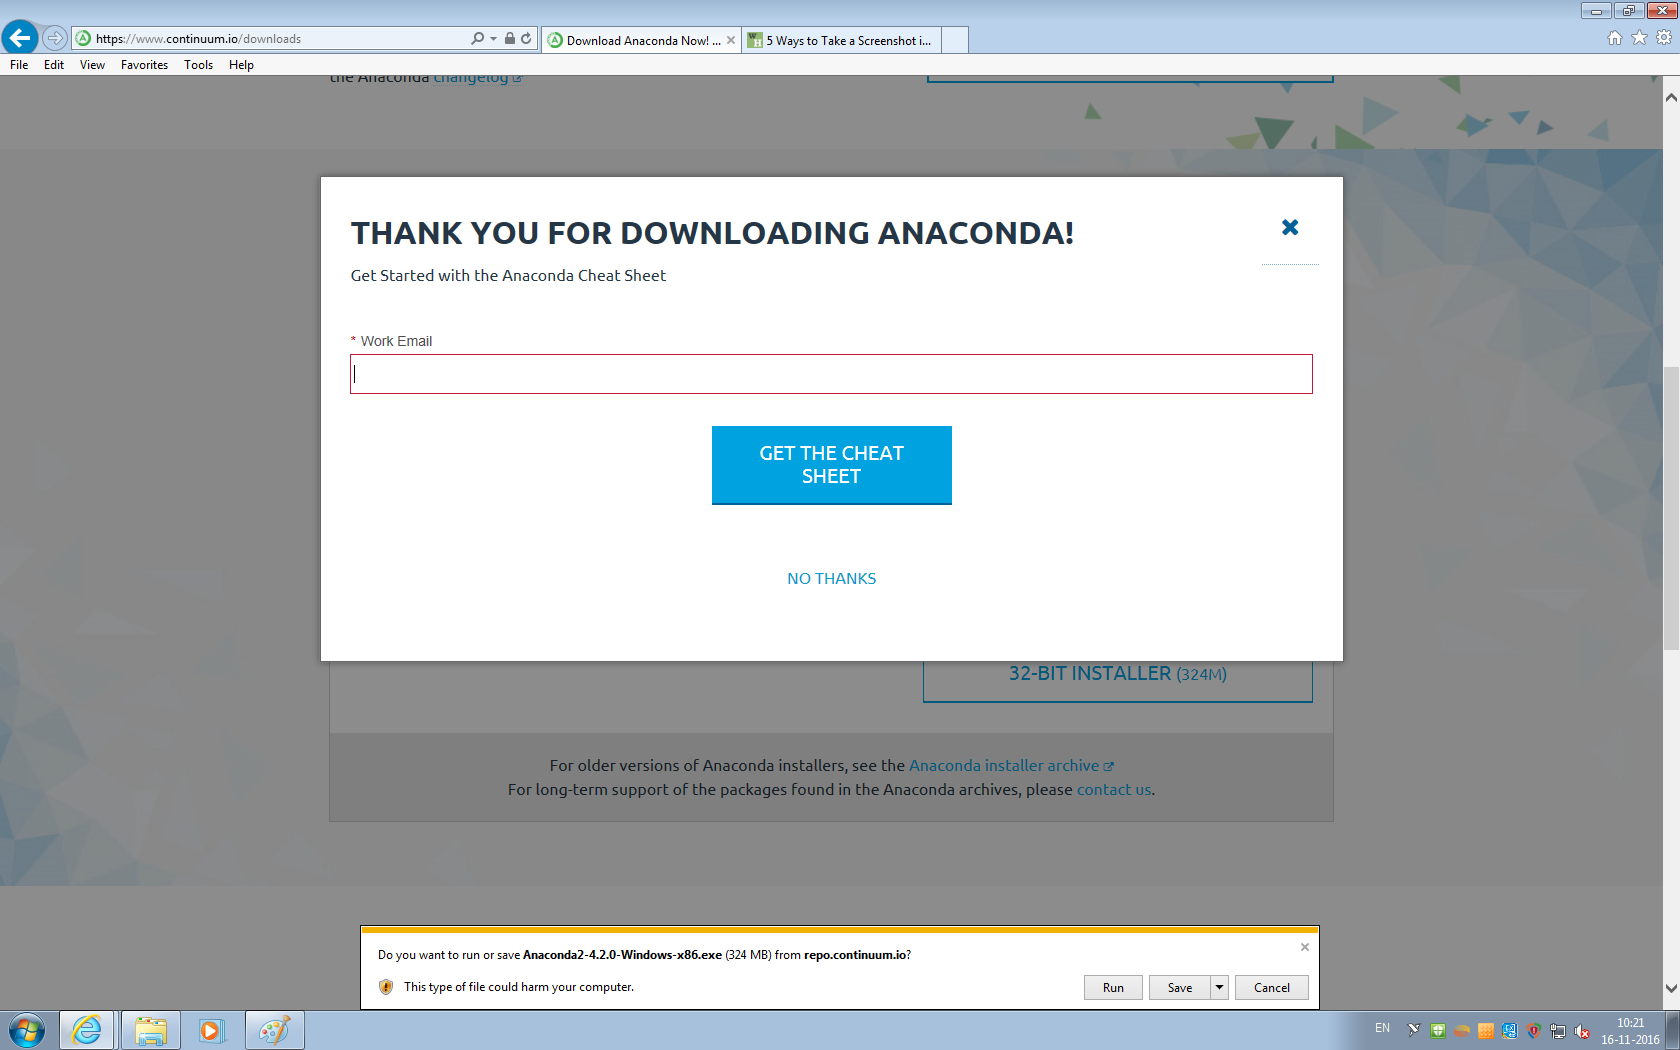 https://www.continuum.io/downloads
Download Anaconda Now! ...
5 Ways to Take a Screenshot i...
File Edit View Favorites Tools Help
the Anaconda changelog
THANK YOU FOR DOWNLOADING ANACONDA!
Get Started with the Anaconda Cheat Sheet
* Work Email
GET THE CHEAT
SHEET
NO THANKS
32-BIT INSTALLER (324M)
For older versions of Anaconda installers, see the Anaconda installer archive
For long-term support of the packages found in the Anaconda archives, please contact us.
Do you want to run or save Anaconda2-4.2.0-Windows-x86.exe (324 MB) from repo.continuum.io?
This type of file could harm your computer.
Run Save Cancel
EN
10:21
16-11-2016